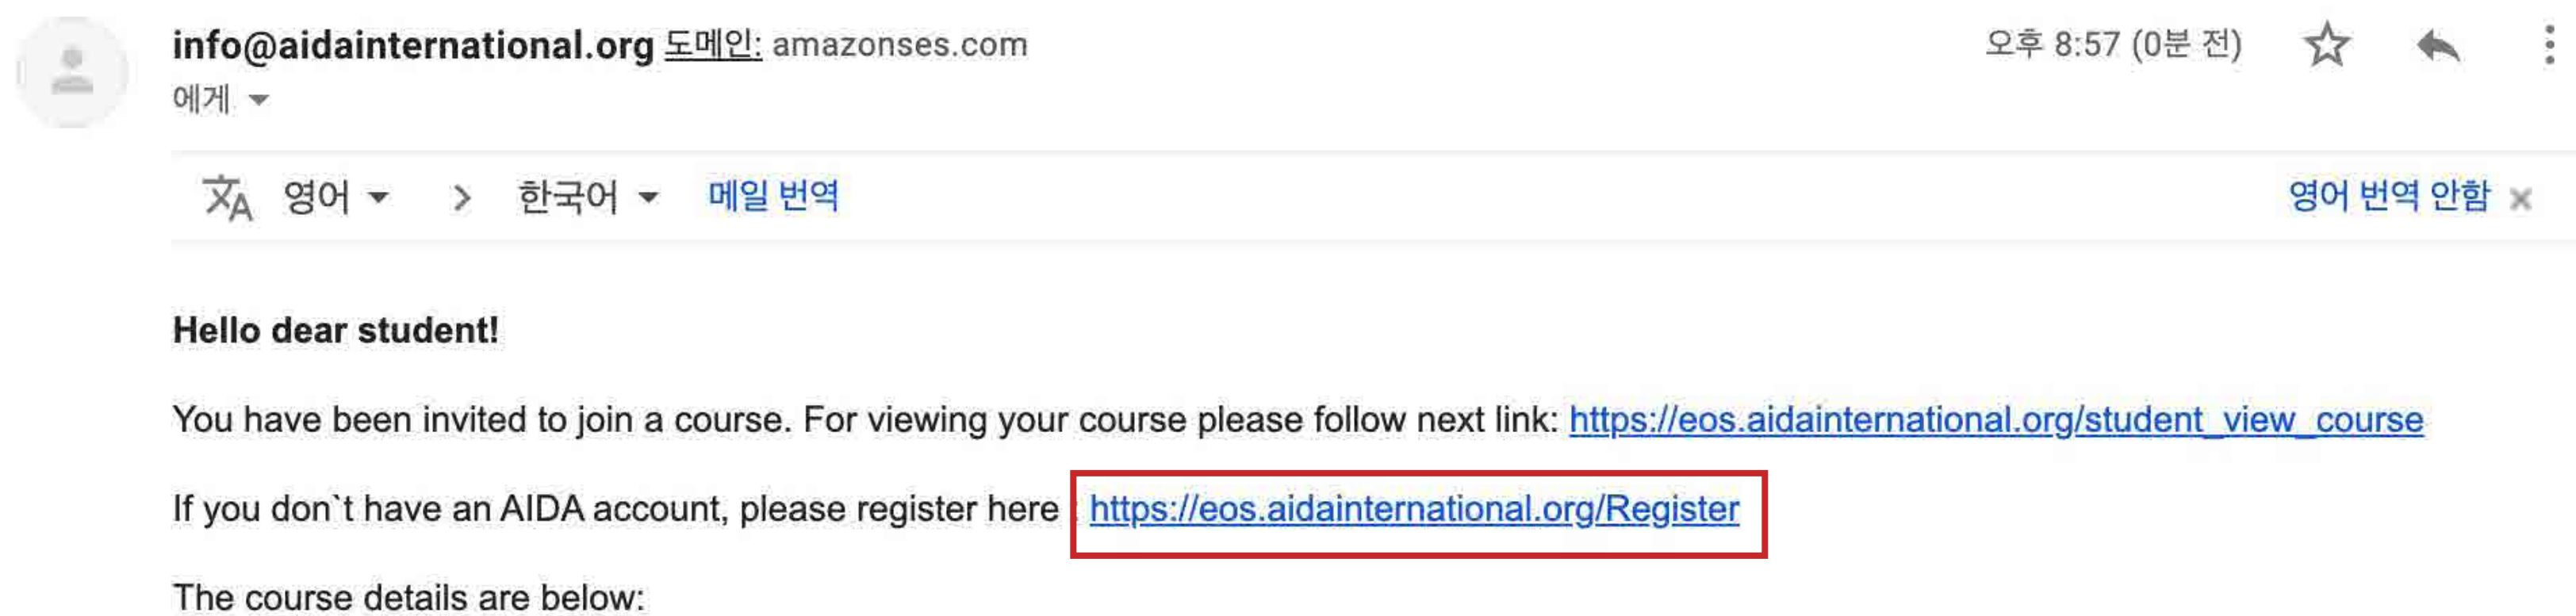 info@aidainternational.org 도메인: amazonses.com 오후 8:57 (0분 전)
에게
영어 한국어 메일 번역 영어 번역 안함
Hello dear student!
You have been invited to join a course. For viewing your course please follow next link: https://eos.aidainternational.org/student_view_course
If you don`t have an AIDA account, please register here : https://eos.aidainternational.org/Register
The course details are below: